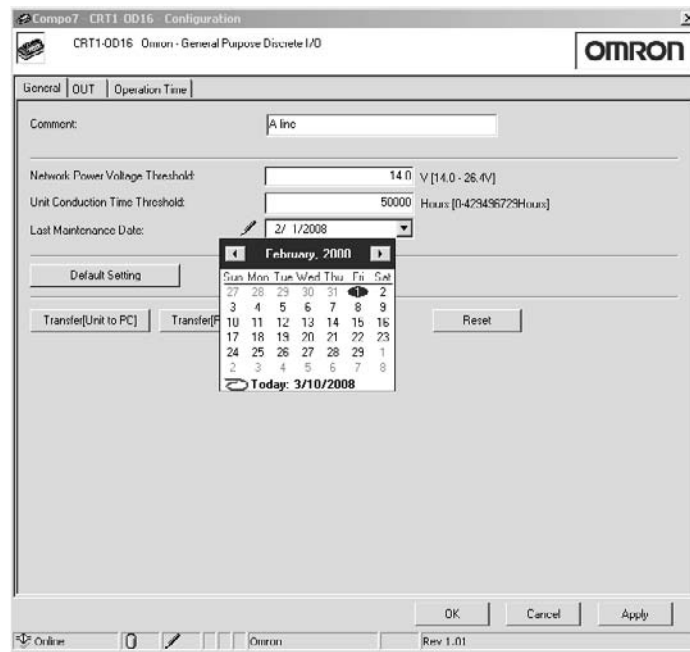 Compo7 - CRT1-OD16 - Configuration
CRT1-OD16 Omron - General Purpose Discrete I/O
OMRON
General OUT Operation Time
Comment: A line
Network Power Voltage Threshold: 14.0 V [14.0 - 26.4V]
Unit Conduction Time Threshold: 50000 Hours [0-429496729Hours]
Last Maintenance Date: 2/ 1/2008
February, 2008
Sun Mon Tue Wed Thu Fri Sat
27 28 29 30 31 1 2
3 4 5 6 7 8 9
10 11 12 13 14 15 16
17 18 19 20 21 22 23
24 25 26 27 28 29 1
2 3 4 5 6 7 8
Today: 3/10/2008
Default Setting
Transfer[Unit to PC] Transfer[P Reset
OK Cancel Apply
Online Omron Rev 1.01